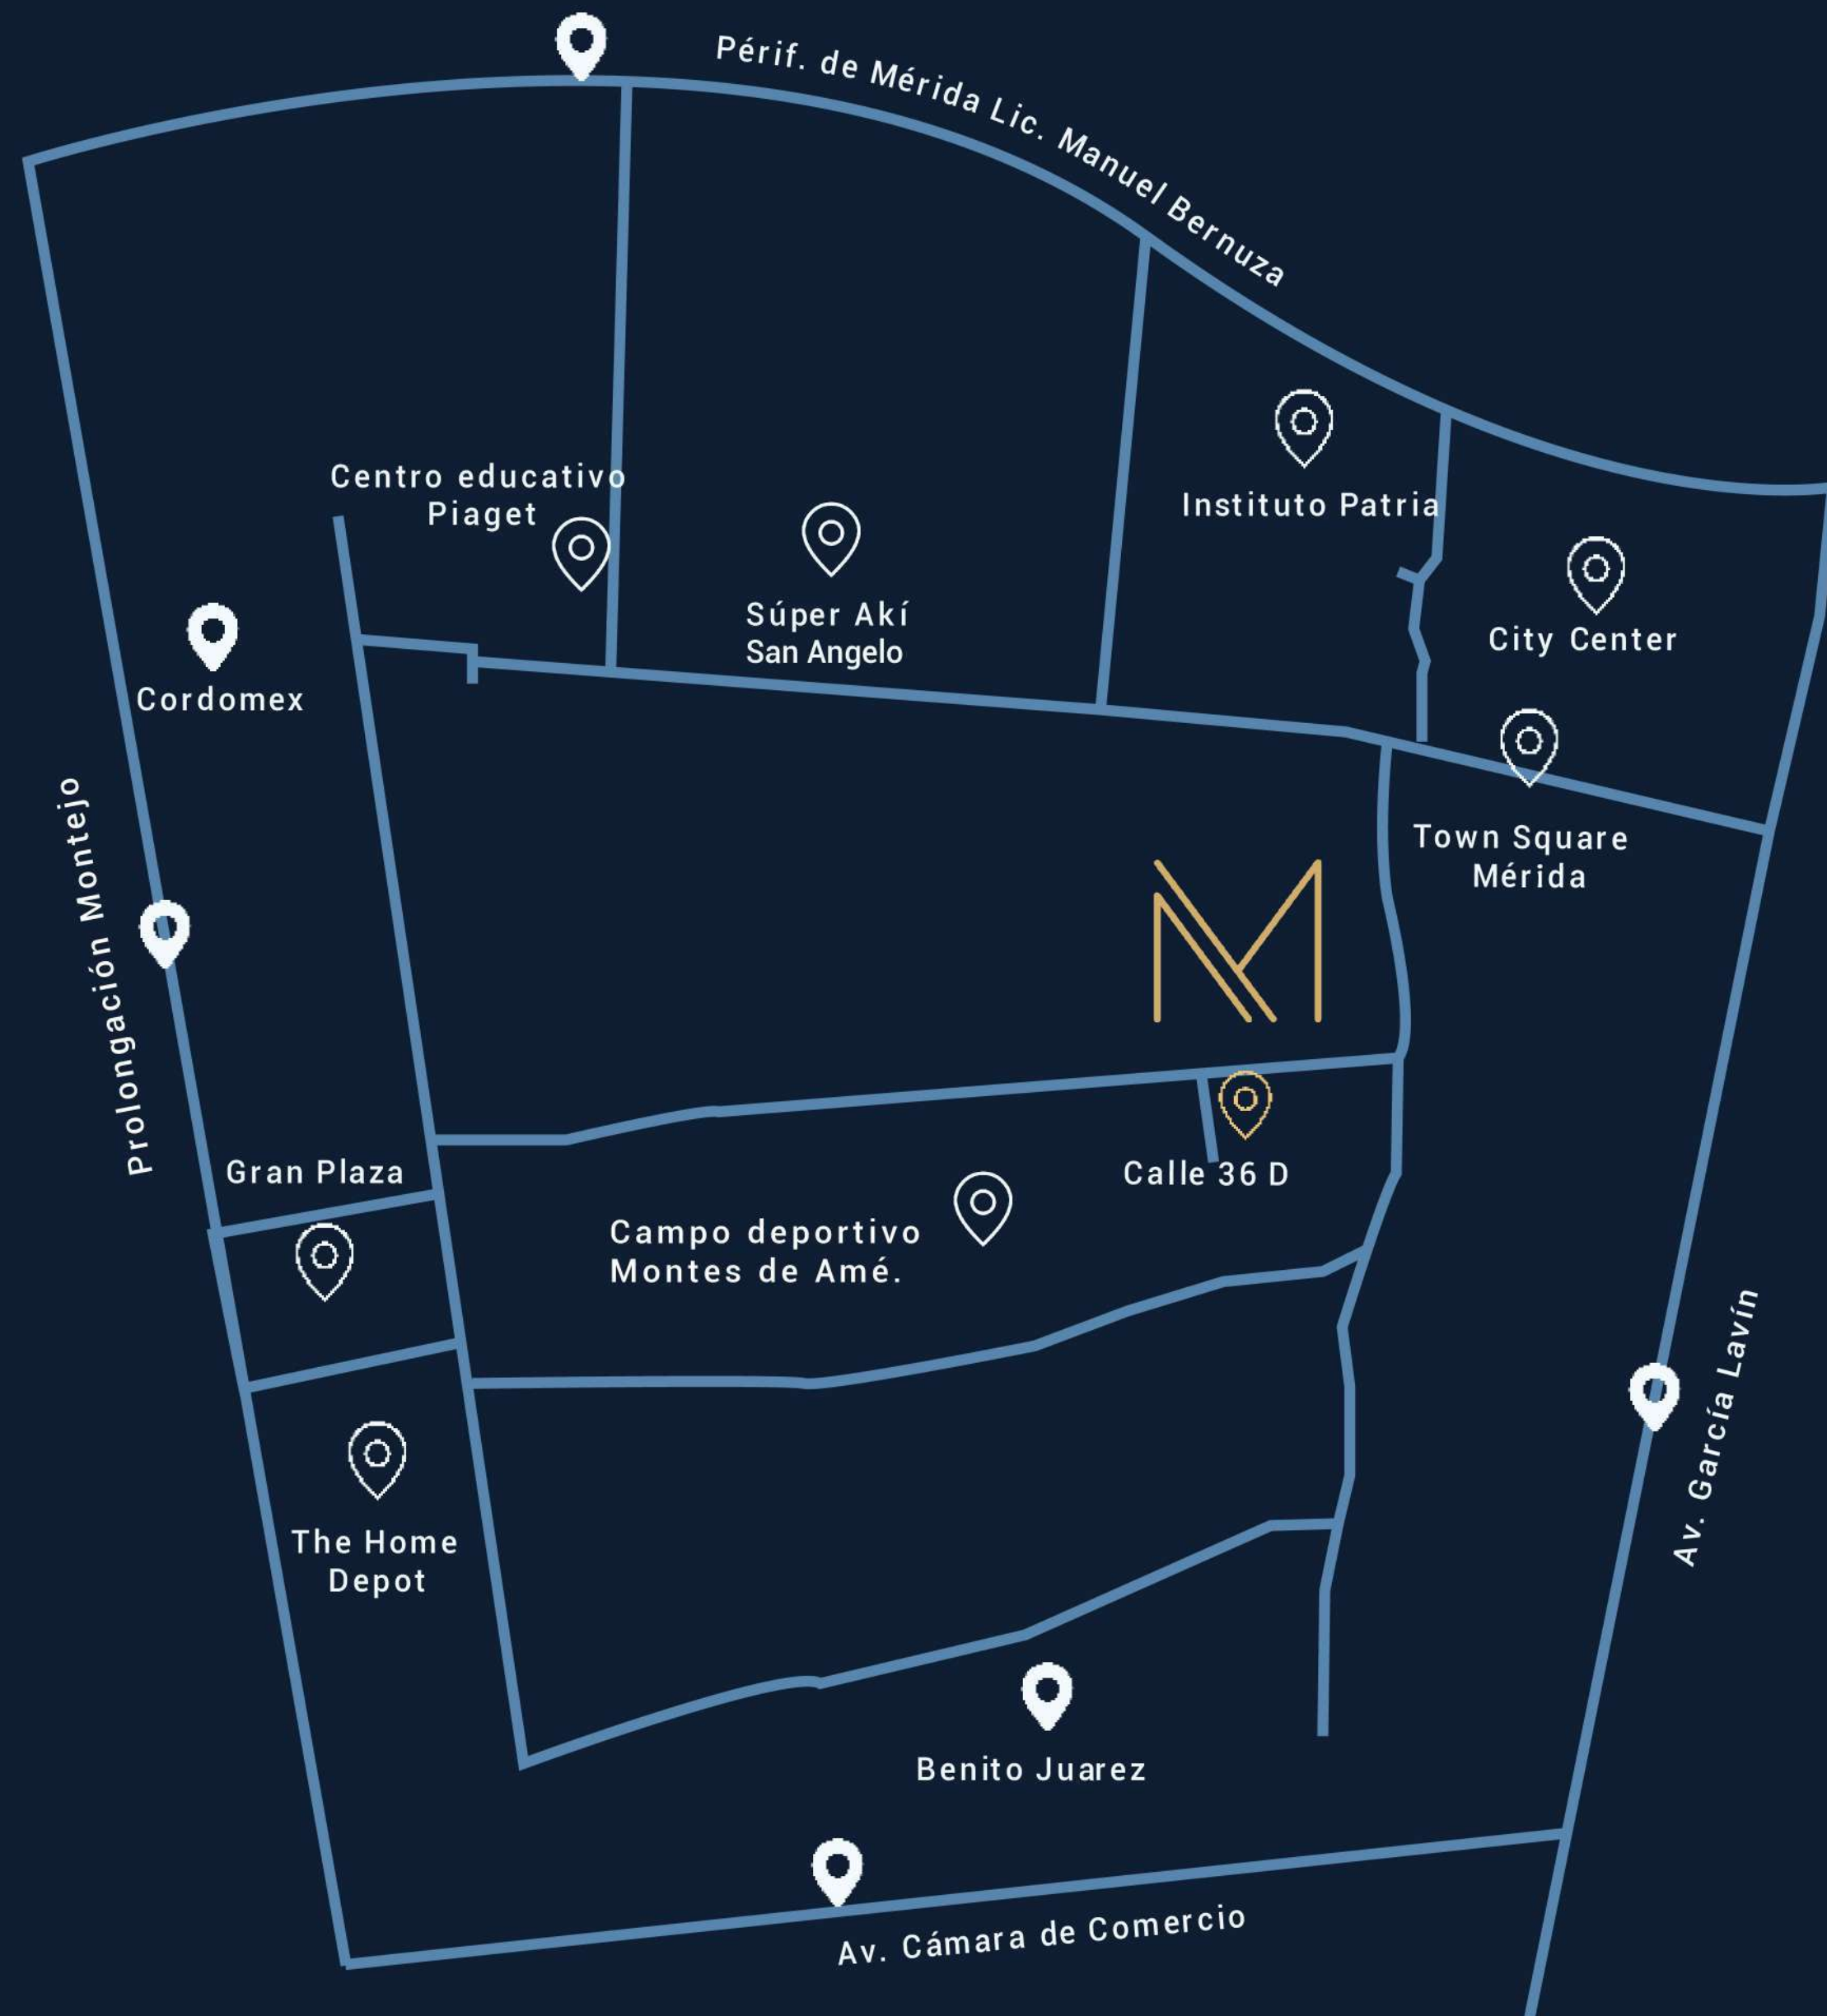 Périf. de Mérida Lic. Manuel Bernuza
Centro educativo
Piaget
Instituto Patria
Súper Akí
San Angelo
City Center
Cordomex
Town Square
Mérida
Prolongación Montejo
M
Gran Plaza
Calle 36 D
Campo deportivo
Montes de Amé.
Av. García Lavín
The Home
Depot
Benito Juarez
Av. Cámara de Comercio